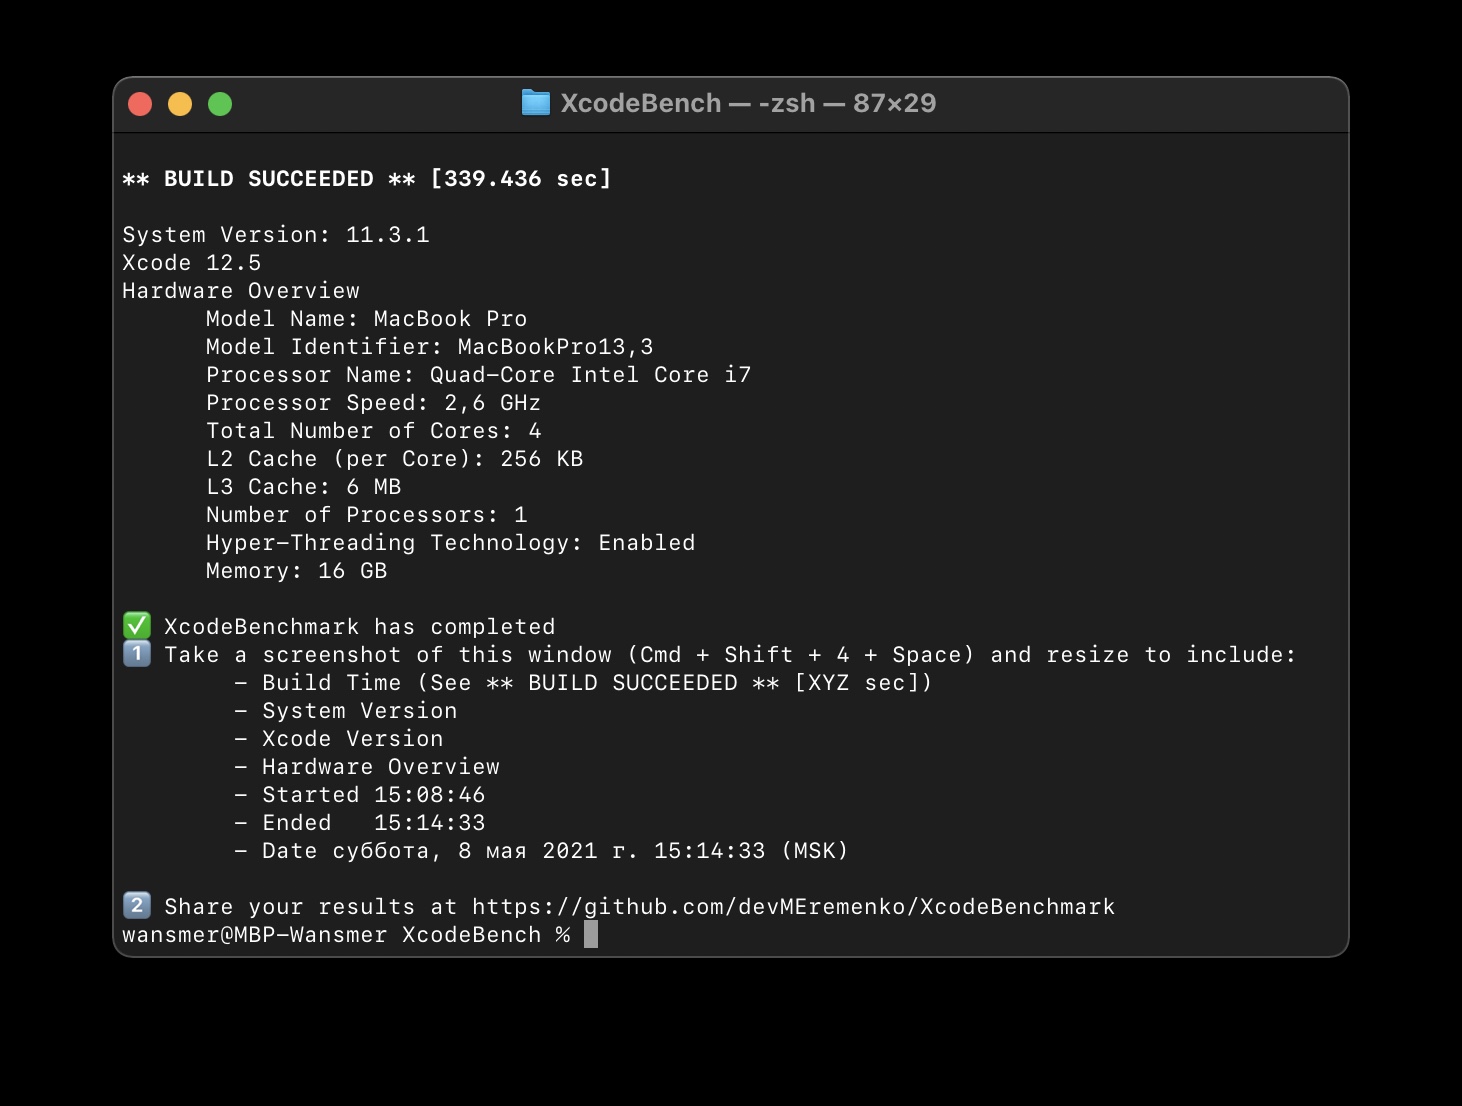 XcodeBench — -zsh — 87×29
** BUILD SUCCEEDED ** [339.436 sec]
System Version: 11.3.1
Xcode 12.5
Hardware Overview
Model Name: MacBook Pro
Model Identifier: MacBookPro13,3
Processor Name: Quad-Core Intel Core i7
Processor Speed: 2,6 GHz
Total Number of Cores: 4
L2 Cache (per Core): 256 KB
L3 Cache: 6 MB
Number of Processors: 1
Hyper-Threading Technology: Enabled
Memory: 16 GB
✅ XcodeBenchmark has completed
1️⃣ Take a screenshot of this window (Cmd + Shift + 4 + Space) and resize to include:
- Build Time (See ** BUILD SUCCEEDED ** [XYZ sec])
- System Version
- Xcode Version
- Hardware Overview
- Started 15:08:46
- Ended   15:14:33
- Date суббота, 8 мая 2021 г. 15:14:33 (MSK)
2️⃣ Share your results at https://github.com/devMEremenko/XcodeBenchmark
wansmer@MBP-Wansmer XcodeBench %